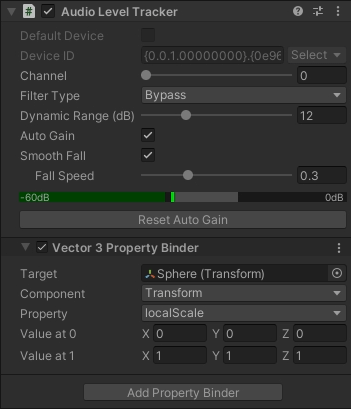 Audio Level Tracker
Default Device
Device ID {0.0.1.00000000}.{0e96 Select
Channel 0
Filter Type Bypass
Dynamic Range (dB) 12
Auto Gain
Smooth Fall
Fall Speed 0.3
-60dB 0dB
Reset Auto Gain
Vector 3 Property Binder
Target Sphere (Transform)
Component Transform
Property localScale
Value at 0 X 0 Y 0 Z 0
Value at 1 X 1 Y 1 Z 1
Add Property Binder